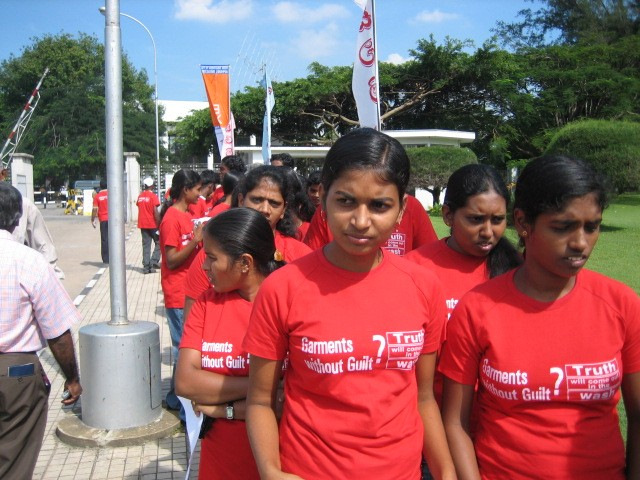 Garments
without Guilt
?
Truth
will come out
in the
wash
Garments
without Guilt
Garments
without Guilt
?
Truth
will come out
in the
wash